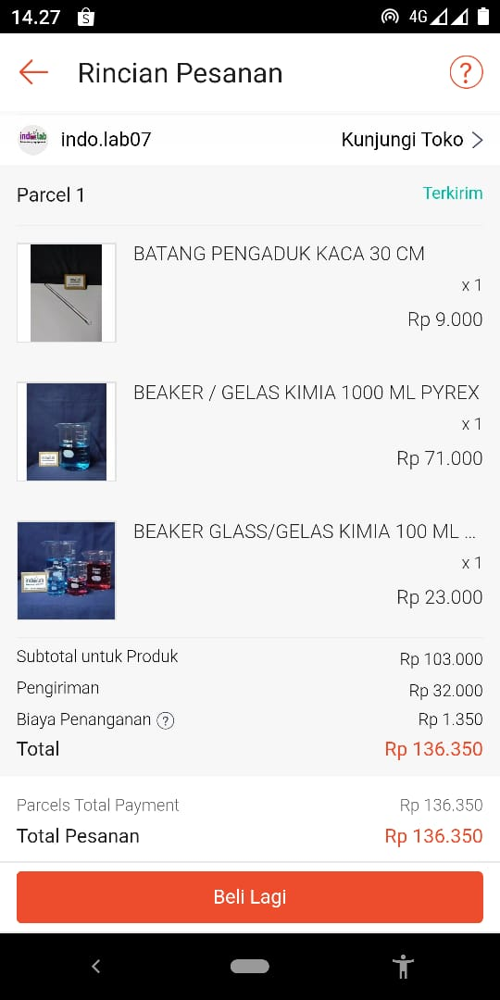 14.27
4G
Rincian Pesanan
?
indo.lab07
Kunjungi Toko
Parcel 1
Terkirim
BATANG PENGADUK KACA 30 CM
x 1
Rp 9.000
BEAKER / GELAS KIMIA 1000 ML PYREX
x 1
Rp 71.000
BEAKER GLASS/GELAS KIMIA 100 ML ...
x 1
Rp 23.000
Subtotal untuk Produk Rp 103.000
Pengiriman Rp 32.000
Biaya Penanganan ? Rp 1.350
Total Rp 136.350
Parcels Total Payment Rp 136.350
Total Pesanan Rp 136.350
Beli Lagi